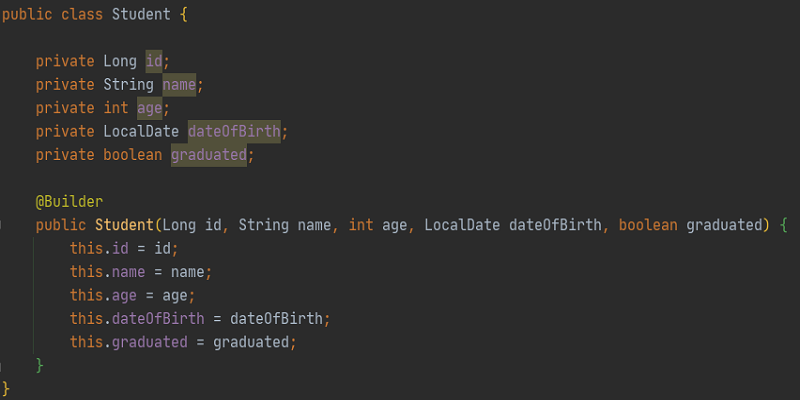 public class Student {
private Long id;
private String name;
private int age;
private LocalDate dateOfBirth;
private boolean graduated;
@Builder
public Student(Long id, String name, int age, LocalDate dateOfBirth, boolean graduated) {
this.id = id;
this.name = name;
this.age = age;
this.dateOfBirth = dateOfBirth;
this.graduated = graduated;
}
}